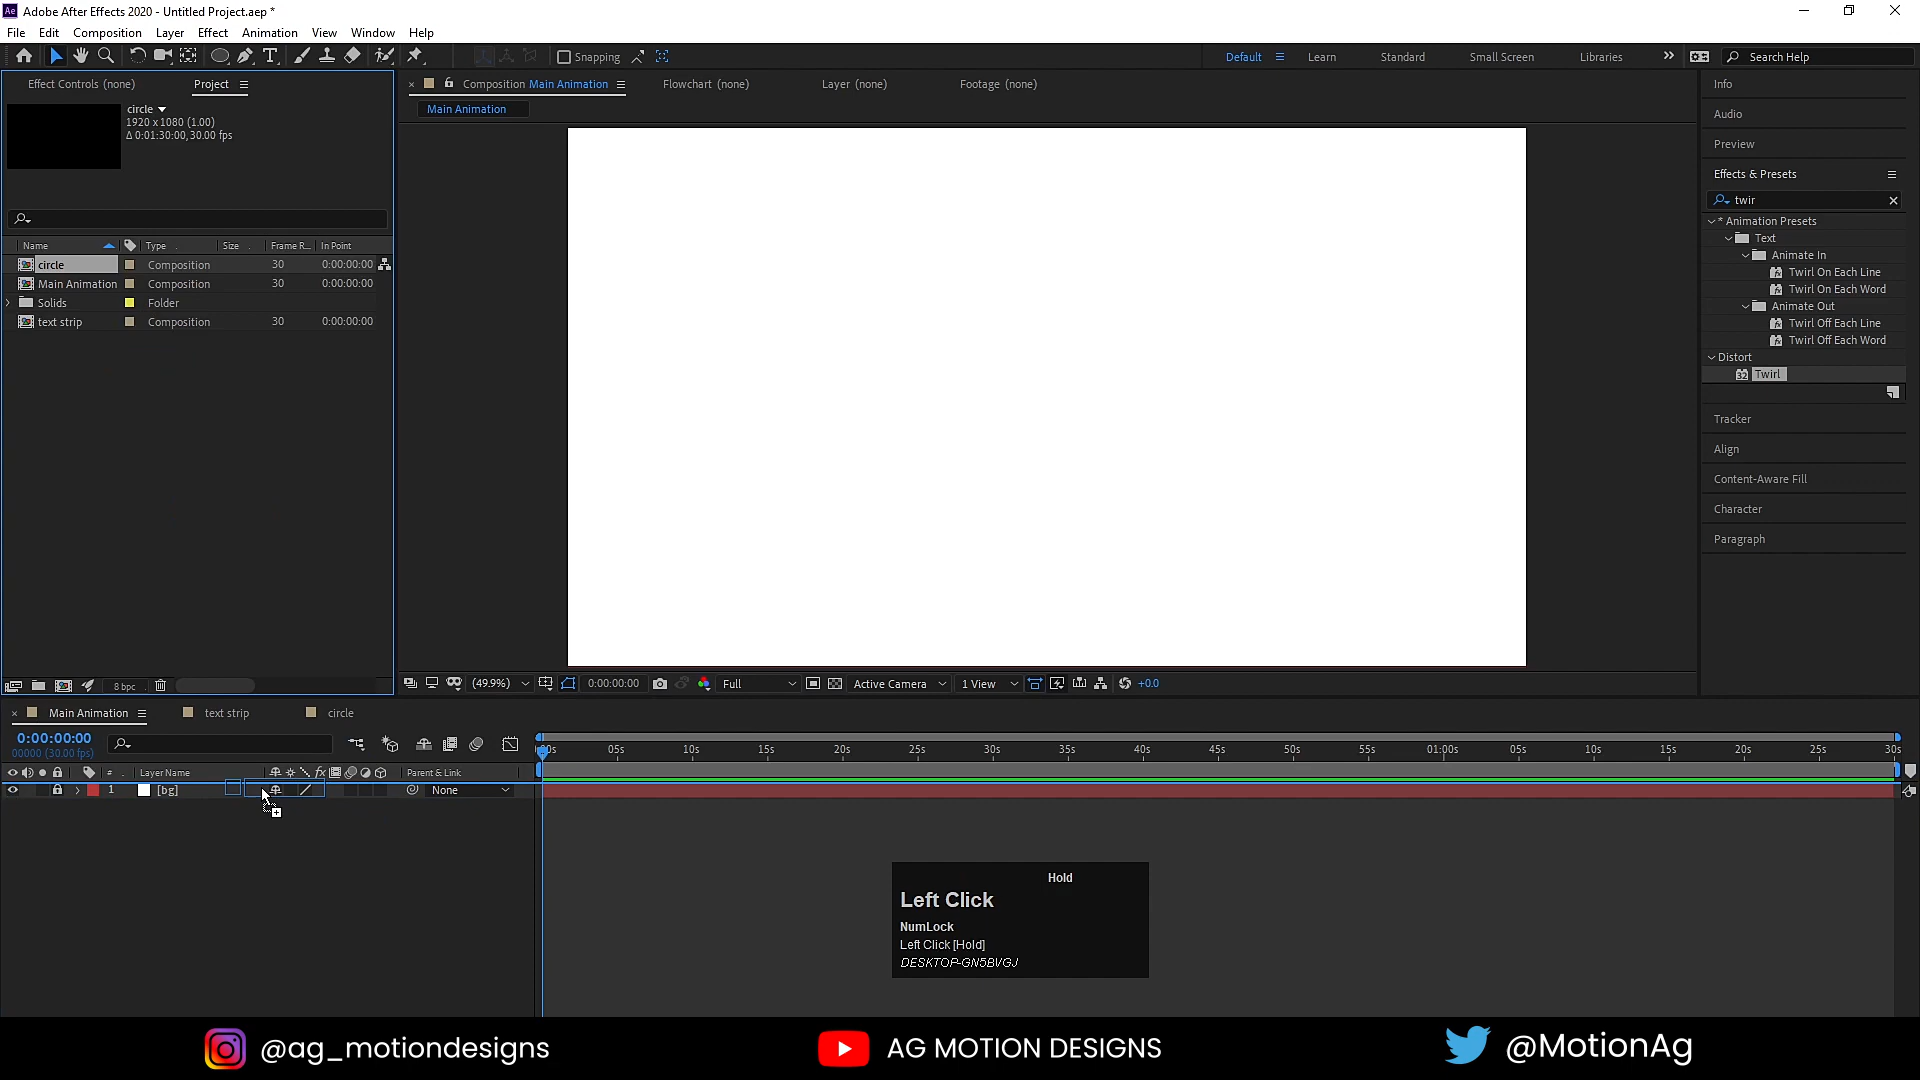 Adobe After Effects 2020 - Untitled Project.aep *
File Edit Composition Layer Effect Animation View Window Help
Snapping Default Learn Standard Small Screen Libraries Search Help
Effect Controls (none) Project
Composition Main Animation Flowchart (none) Layer (none) Footage (none)
Main Animation
circle
1920 x 1080 (1.00)
Δ 0:01:30:00, 30.00 fps
Name Type Size Frame R... In Point
circle Composition 30 0:00:00:00
Main Animation Composition 30 0:00:00:00
Solids Folder
text strip Composition 30 0:00:00:00
8 bpc
(49.9%) 0:00:00:00 Full Active Camera 1 View +0.0
Info
Audio
Preview
Effects & Presets
twir
* Animation Presets
Text
Animate In
Twirl On Each Line
Twirl On Each Word
Animate Out
Twirl Off Each Line
Twirl Off Each Word
Distort
32 Twirl
Tracker
Align
Content-Aware Fill
Character
Paragraph
Main Animation text strip circle
0:00:00:00
00000 (30.00 fps)
05s 10s 15s 20s 25s 30s 35s 40s 45s 50s 55s 01:00s 05s 10s 15s 20s 25s 30s
# Layer Name fx Parent & Link
1 [bg] None
Hold
Left Click
NumLock
Left Click [Hold]
DESKTOP-GN5BVGJ
@ag_motiondesigns AG MOTION DESIGNS @MotionAg